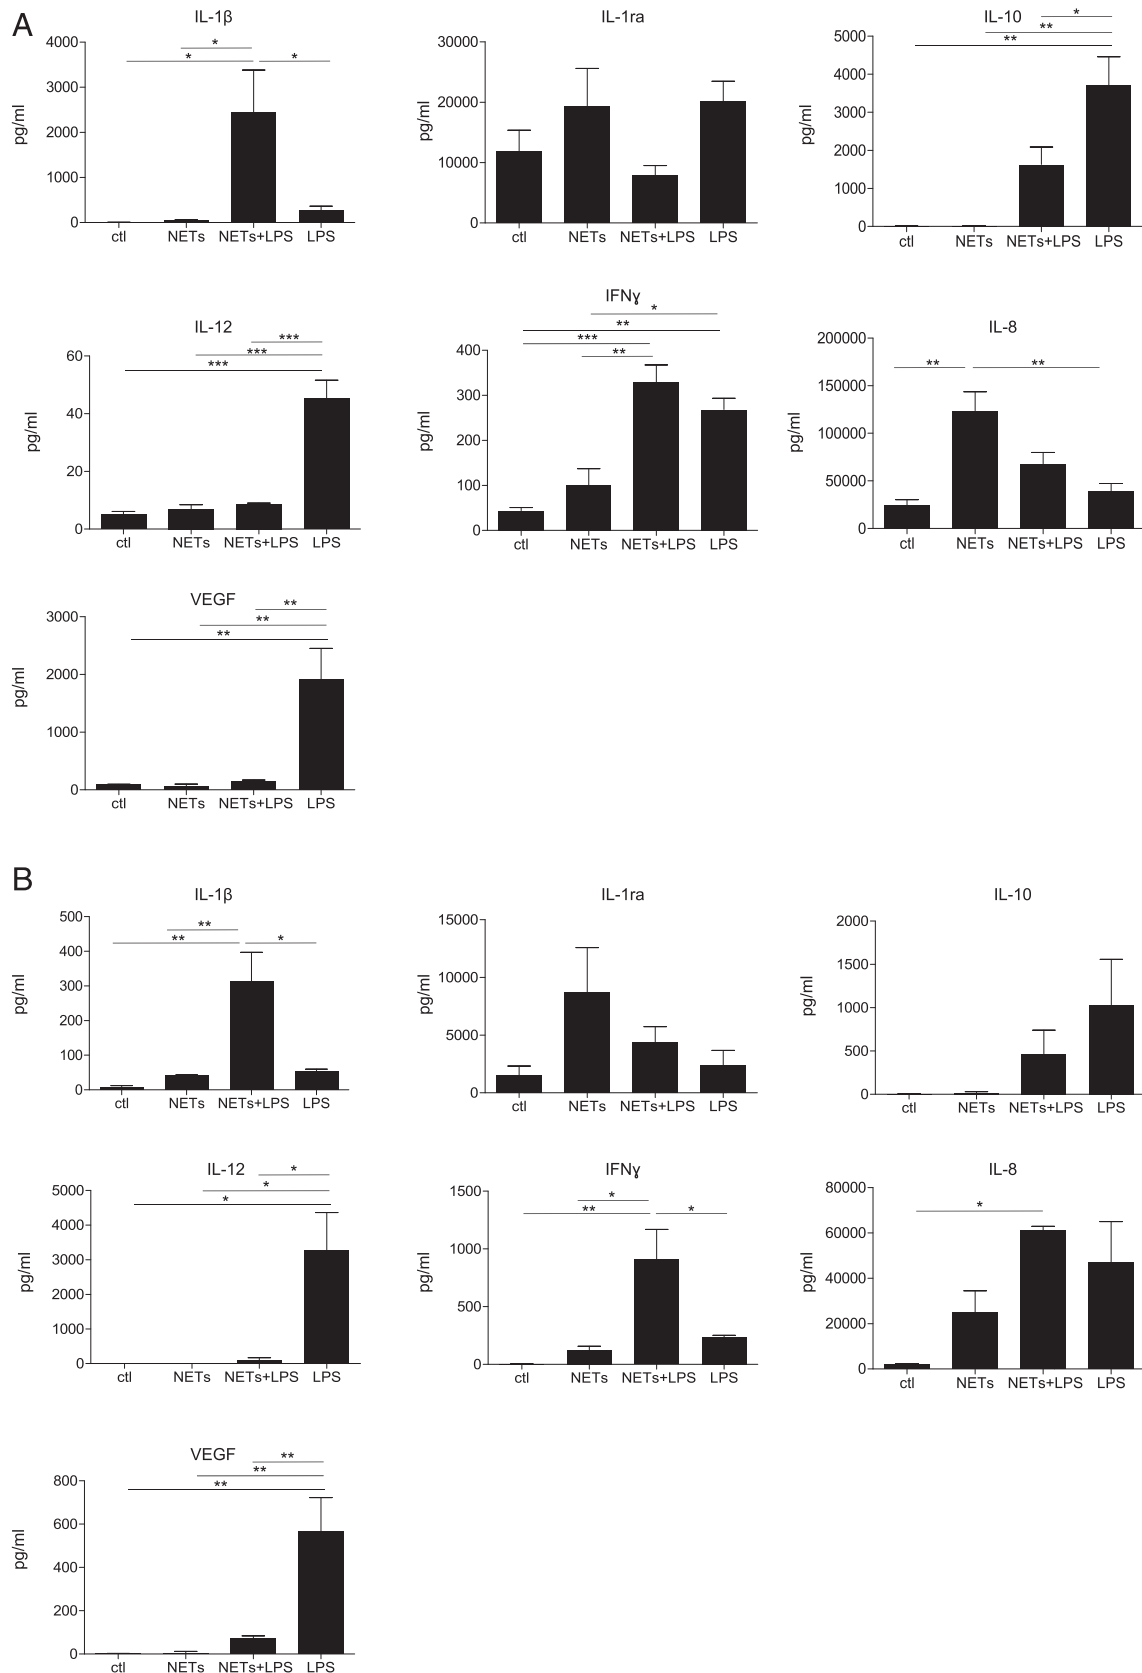 A
IL-1β
pg/ml
4000
3000
2000
1000
0
*
*
*
ctl NETs NETs+LPS LPS
IL-1ra
pg/ml
30000
20000
10000
0
ctl NETs NETs+LPS LPS
IL-10
pg/ml
5000
4000
3000
2000
1000
0
*
**
**
ctl NETs NETs+LPS LPS
IL-12
pg/ml
60
40
20
0
***
***
***
ctl NETs NETs+LPS LPS
IFNɣ
pg/ml
400
300
200
100
0
*
**
***
**
ctl NETs NETs+LPS LPS
IL-8
pg/ml
200000
150000
100000
50000
0
** **
ctl NETs NETs+LPS LPS
VEGF
pg/ml
3000
2000
1000
0
**
**
**
ctl NETs NETs+LPS LPS
B
IL-1β
pg/ml
500
400
300
200
100
0
**
** *
ctl NETs NETs+LPS LPS
IL-1ra
pg/ml
15000
10000
5000
0
ctl NETs NETs+LPS LPS
IL-10
pg/ml
2000
1500
1000
500
0
ctl NETs NETs+LPS LPS
IL-12
pg/ml
5000
4000
3000
2000
1000
0
*
*
*
ctl NETs NETs+LPS LPS
IFNɣ
pg/ml
1500
1000
500
0
*
** *
ctl NETs NETs+LPS LPS
IL-8
pg/ml
80000
60000
40000
20000
0
*
ctl NETs NETs+LPS LPS
VEGF
pg/ml
800
600
400
200
0
**
**
**
ctl NETs NETs+LPS LPS